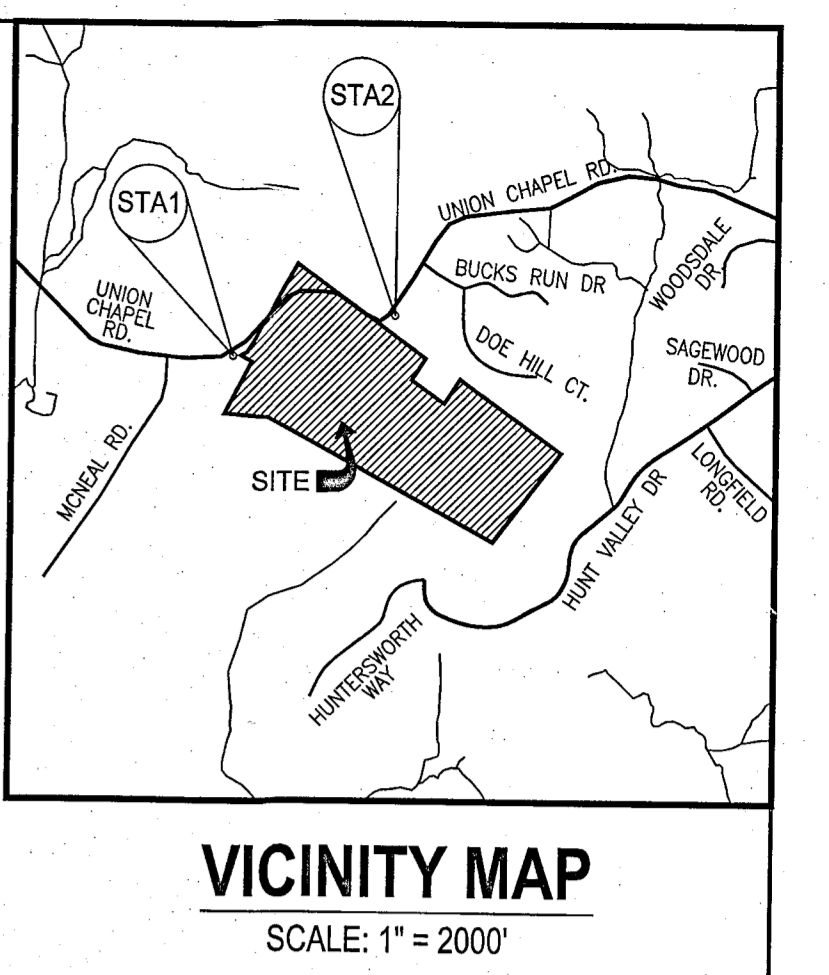 STA2
STA1
UNION CHAPEL RD.
UNION
CHAPEL
RD.
BUCKS RUN DR
WOODSDALE
DR.
DOE HILL CT.
SAGEWOOD
DR.
MCNEAL RD.
SITE
LONGFIELD
RD.
HUNT VALLEY DR
HUNTERSWORTH
WAY
VICINITY MAP
SCALE: 1" = 2000'